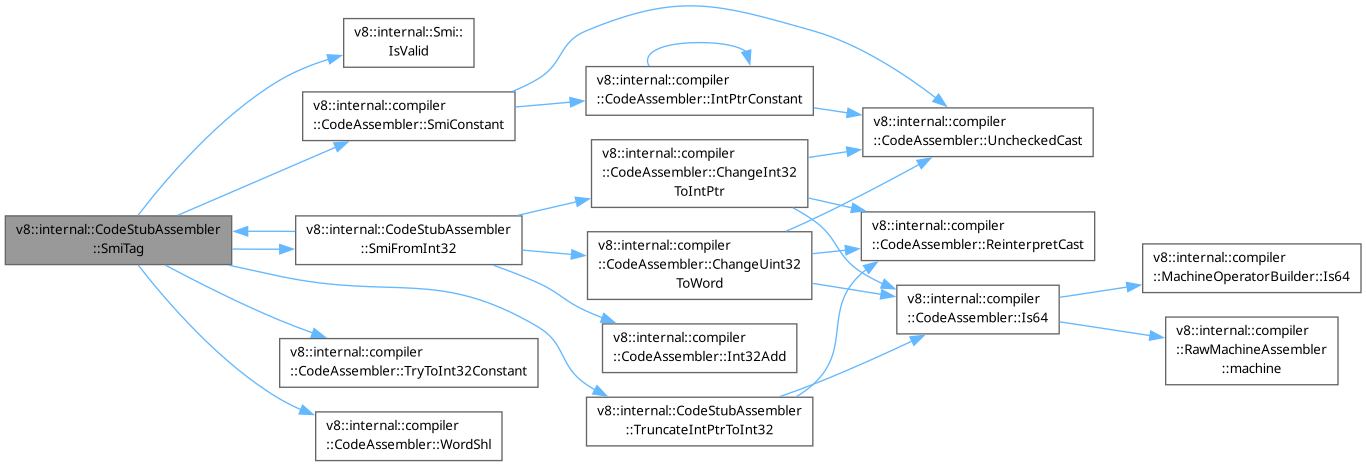 v8::internal::CodeStubAssembler
::SmiTag
v8::internal::Smi::
IsValid
v8::internal::compiler
::CodeAssembler::SmiConstant
v8::internal::CodeStubAssembler
::SmiFromInt32
v8::internal::compiler
::CodeAssembler::TryToInt32Constant
v8::internal::compiler
::CodeAssembler::WordShl
v8::internal::compiler
::CodeAssembler::IntPtrConstant
v8::internal::compiler
::CodeAssembler::ChangeInt32
ToIntPtr
v8::internal::compiler
::CodeAssembler::ChangeUint32
ToWord
v8::internal::compiler
::CodeAssembler::Int32Add
v8::internal::CodeStubAssembler
::TruncateIntPtrToInt32
v8::internal::compiler
::CodeAssembler::UncheckedCast
v8::internal::compiler
::CodeAssembler::ReinterpretCast
v8::internal::compiler
::CodeAssembler::Is64
v8::internal::compiler
::MachineOperatorBuilder::Is64
v8::internal::compiler
::RawMachineAssembler
::machine